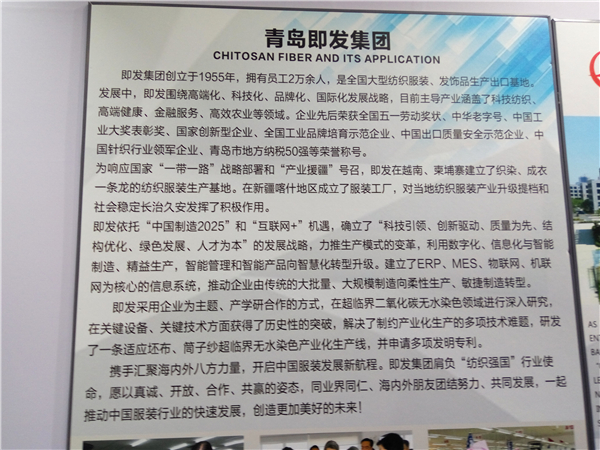 青岛即发集团
CHITOSAN FIBER AND ITS APPLICATION
即发集团创立于1955年，拥有员工2万余人，是全国大型纺织服装、发饰品生产出口基地。
发展中，即发围绕高端化、科技化、品牌化、国际化发展战略，目前主导产业涵盖了科技纺织、
高端健康、金融服务、高效农业等领域。企业先后荣获全国五一劳动奖状、中华老字号、中国工
业大奖表彰奖、国家创新型企业、全国工业品牌培育示范企业、中国出口质量安全示范企业、中
国针织行业领军企业、青岛市地方纳税50强等荣誉称号。
为响应国家“一带一路”战略部署和“产业援疆”号召，即发在越南、柬埔寨建立了织染、成衣
一条龙的纺织服装生产基地。在新疆喀什地区成立了服装工厂，对当地纺织服装产业升级提档和
社会稳定长治久安发挥了积极作用。
即发依托“中国制造2025”和“互联网+”机遇，确立了“科技引领、创新驱动、质量为先、结
构优化、绿色发展、人才为本”的发展战略，力推生产模式的变革，利用数字化、信息化与智能
制造、精益生产，智能管理和智能产品向智慧化转型升级。建立了ERP、MES、物联网、机联
网为核心的信息系统，推动企业由传统的大批量、大规模制造向柔性生产、敏捷制造转型。
即发采用企业为主题、产学研合作的方式，在超临界二氧化碳无水染色领域进行深入研究，
在关键设备、关键技术方面获得了历史性的突破，解决了制约产业化生产的多项技术难题，研发
了一条适应坯布、筒子纱超临界无水染色产业化生产线，并申请多项发明专利。
携手汇聚海内外八方力量，开启中国服装发展新航程。即发集团肩负“纺织强国”行业使
命，愿以真诚、开放、合作、共赢的姿态，同业界同仁、海内外朋友团结努力、共同发展，一起
推动中国服装行业的快速发展，创造更加美好的未来！